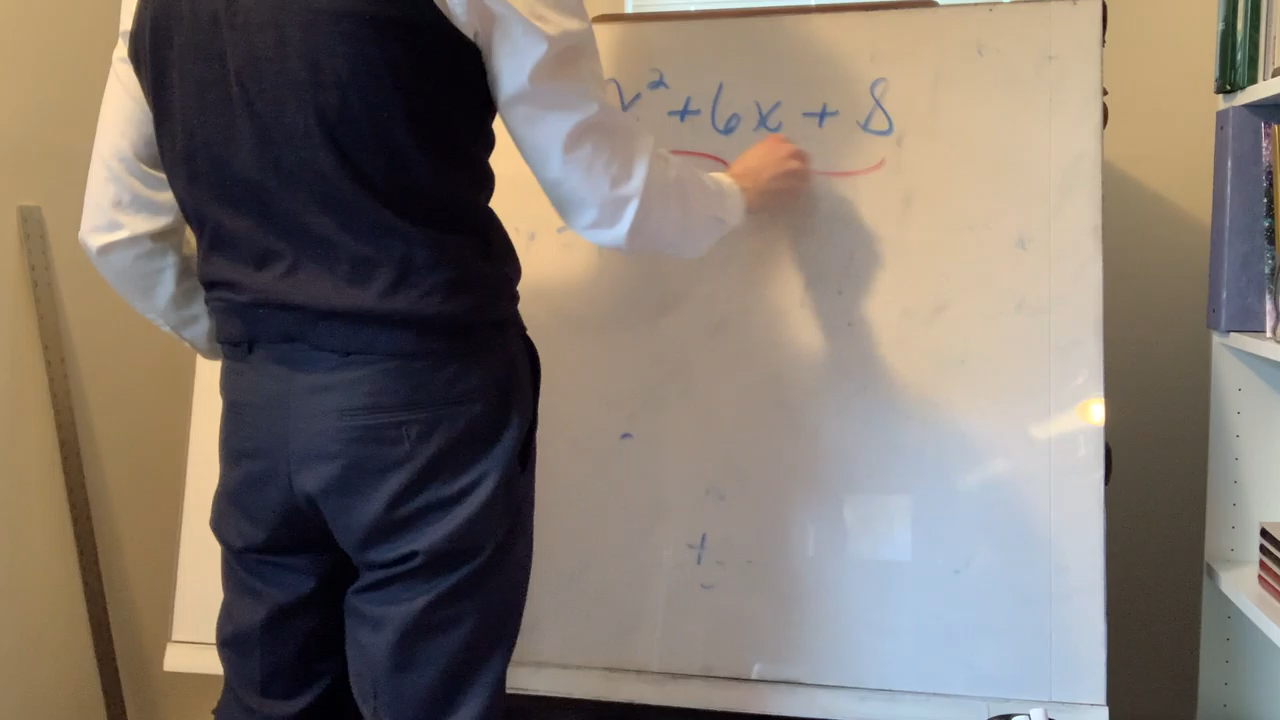 x² + 6x + 8